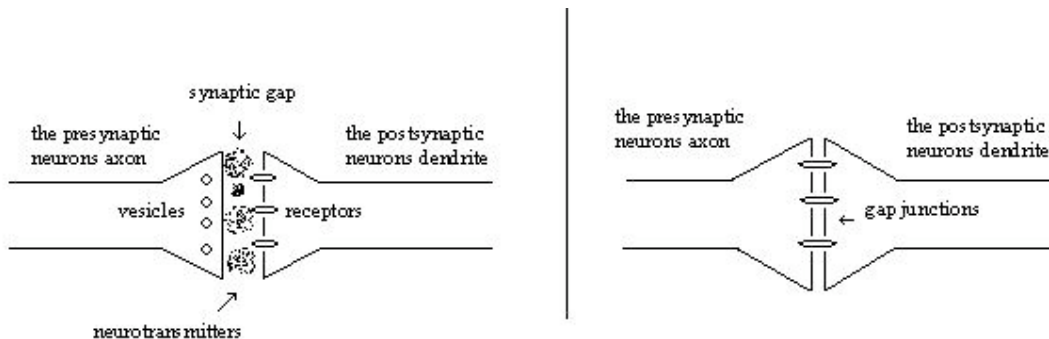 synaptic gap
the presynaptic
neurons axon
the postsynaptic
neurons dendrite
vesicles
receptors
neurotransmitters
the presynaptic
neurons axon
the postsynaptic
neurons dendrite
gap junctions